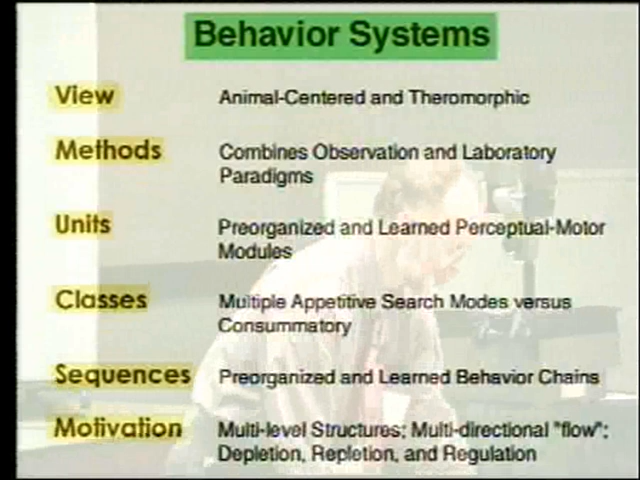 Behavior Systems
View Animal-Centered and Theromorphic
Methods Combines Observation and Laboratory
Paradigms
Units Preorganized and Learned Perceptual-Motor
Modules
Classes Multiple Appetitive Search Modes versus
Consummatory
Sequences Preorganized and Learned Behavior Chains
Motivation Multi-level Structures; Multi-directional "flow";
Depletion, Repletion, and Regulation